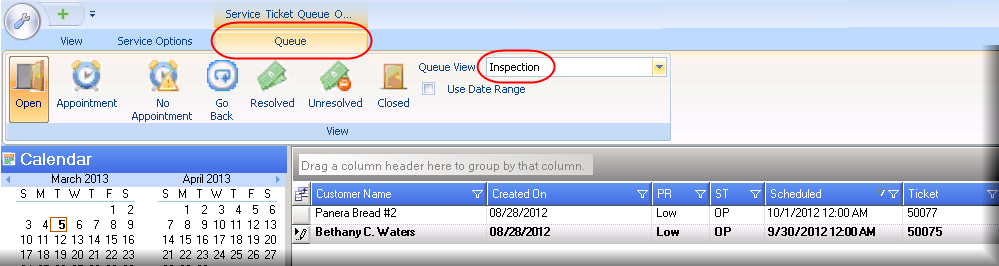 Service Ticket Queue O...
View Service Options Queue
Open Appointment No Appointment Go Back Resolved Unresolved Closed
Queue View Inspection
Use Date Range
View
Calendar
March 2013 April 2013
S M T W T F S S M T W T F S
1 2 1 2 3 4 5 6
3 4 5 6 7 8 9 7 8 9 10 11 12 13
10 11 12 13 14 15 16 14 15 16 17 18 19 20
17 18 19 20 21 22 23 21 22 23 24 25 26 27
Drag a column header here to group by that column.
Customer Name Created On PR ST Scheduled Ticket
Panera Bread #2 08/28/2012 Low OP 10/1/2012 12:00 AM 50077
Bethany C. Waters 08/28/2012 Low OP 9/30/2012 12:00 AM 50075